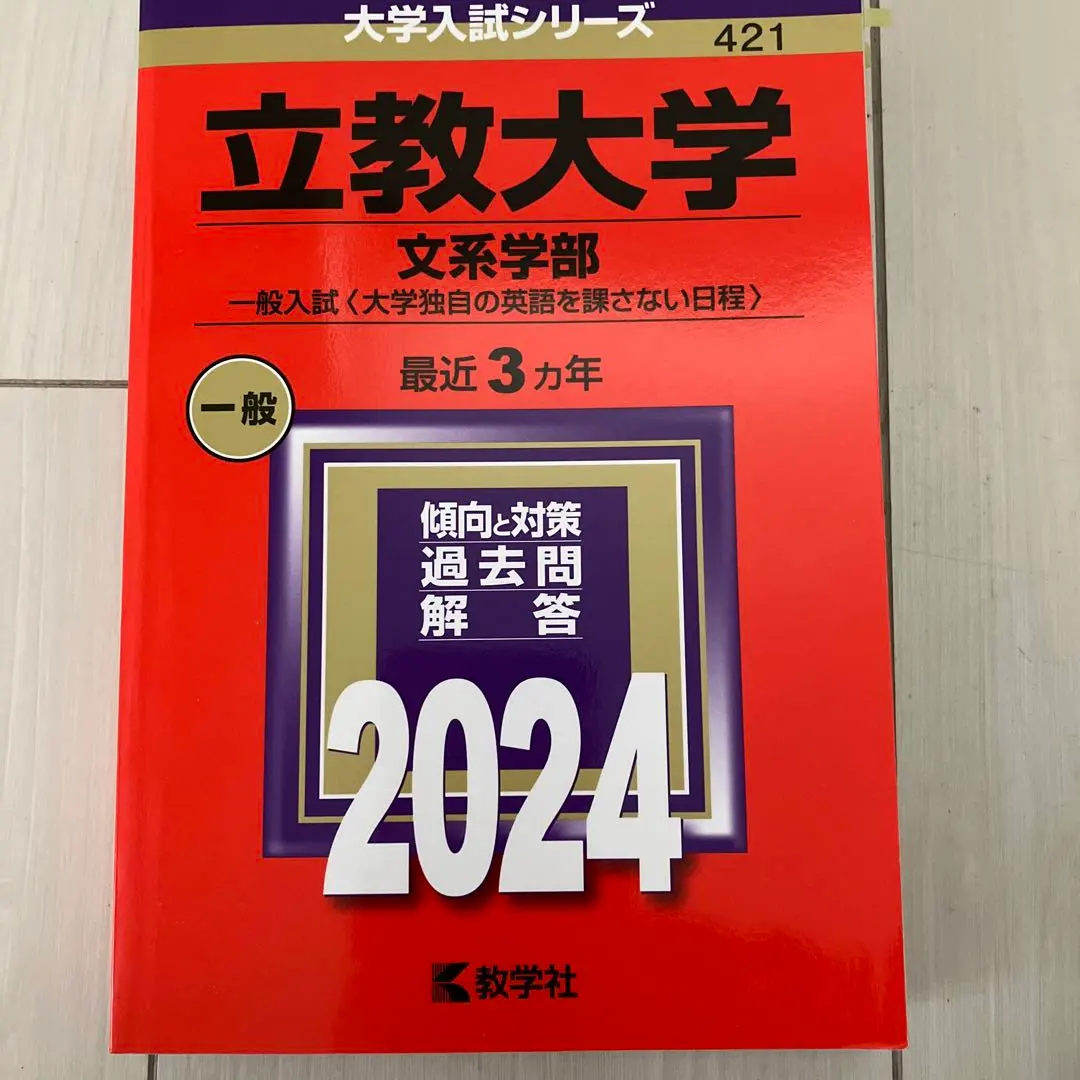 大学入試シリーズ
421
立教大学
文系学部
一般入試〈大学独自の英語を課さない日程〉
最近3カ年
一般
傾向と対策
過去問
解答
2024
教学社